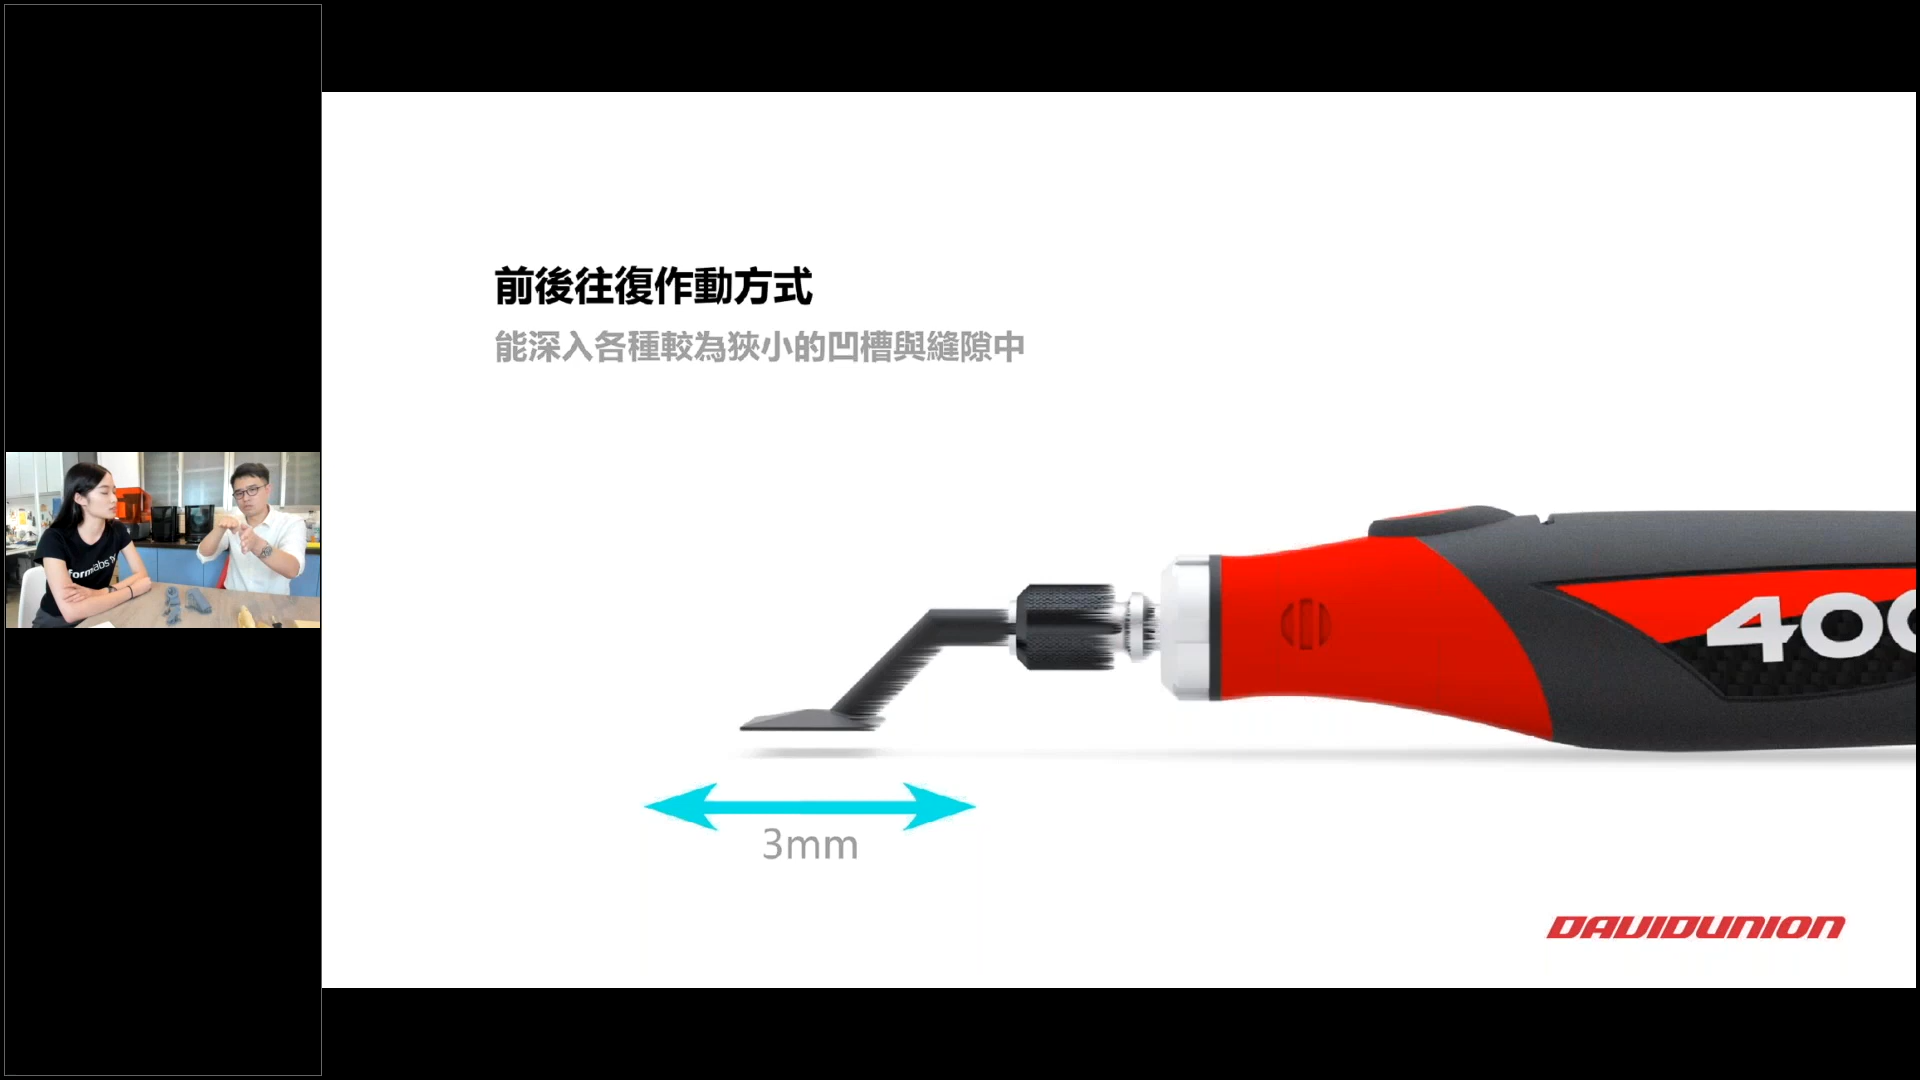 前後往復作動方式
能深入各種較為狹小的凹槽與縫隙中
formlabs
400
3mm
DAVIDUNION